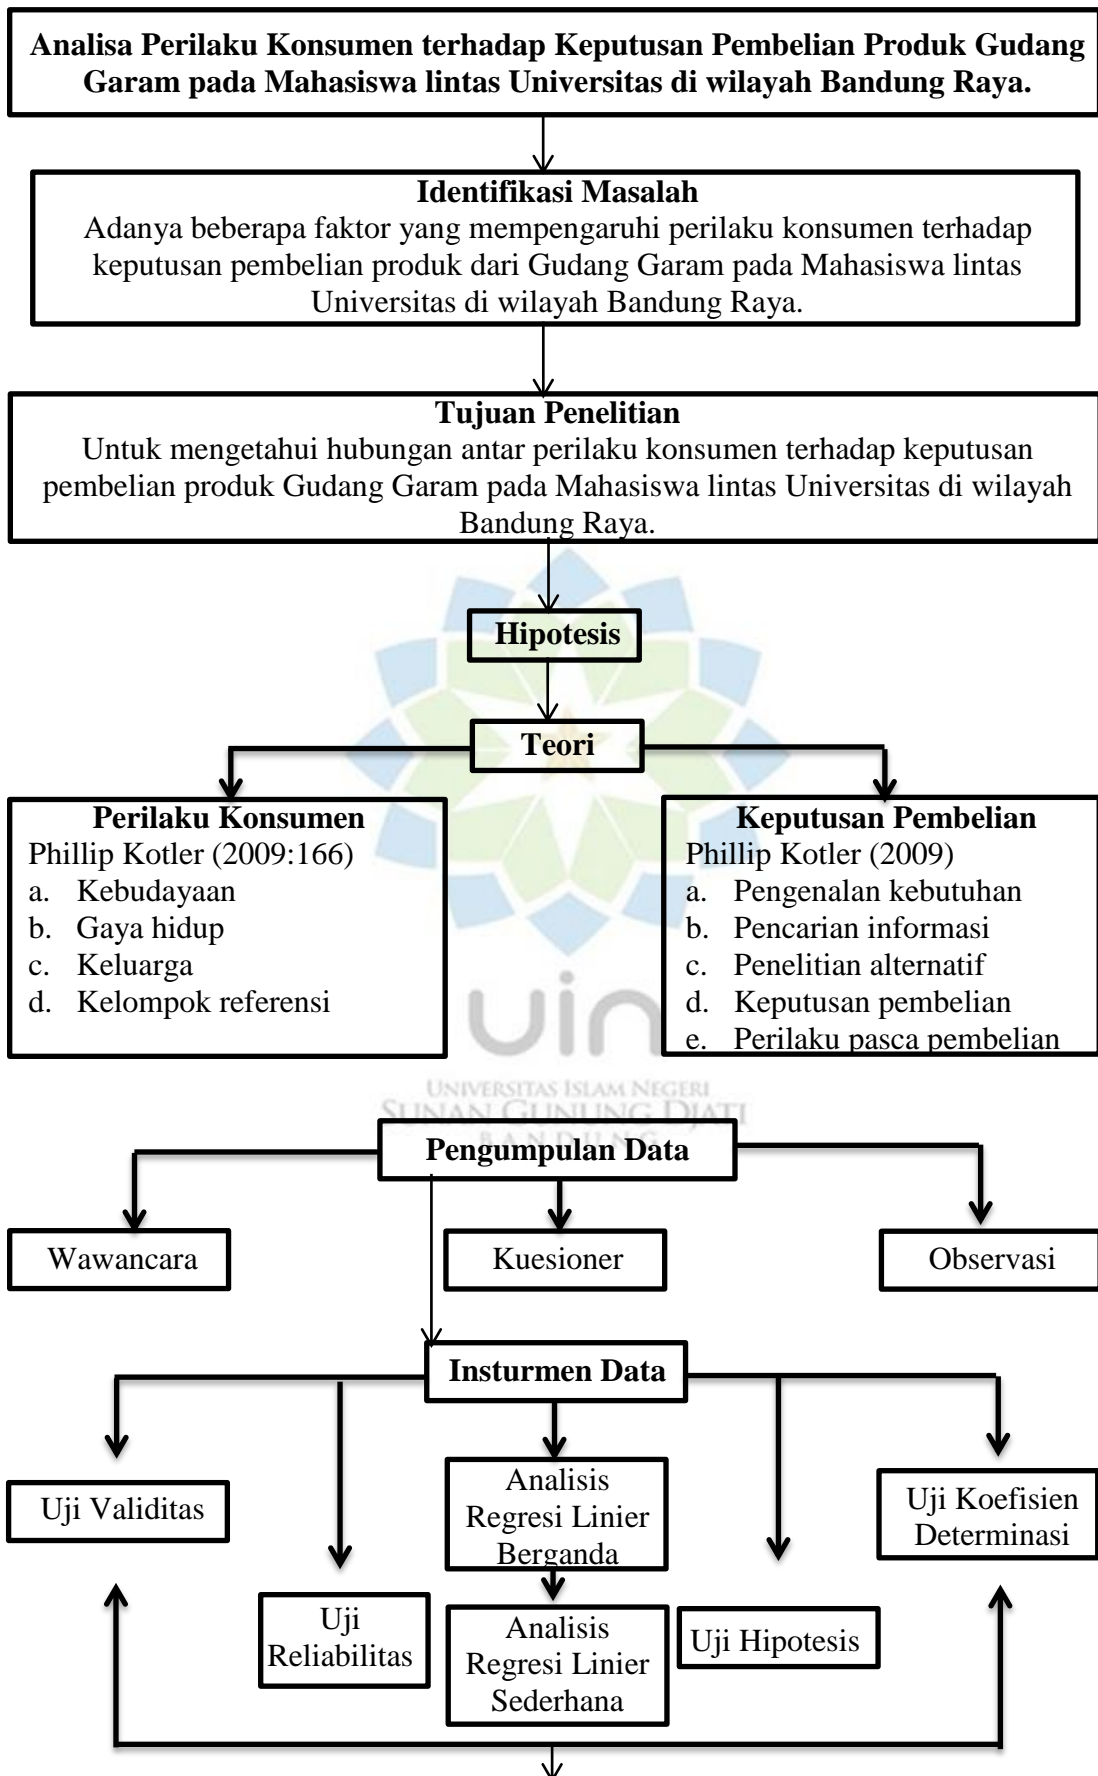 Analisa Perilaku Konsumen terhadap Keputusan Pembelian Produk Gudang
Garam pada Mahasiswa lintas Universitas di wilayah Bandung Raya.
Identifikasi Masalah
Adanya beberapa faktor yang mempengaruhi perilaku konsumen terhadap
keputusan pembelian produk dari Gudang Garam pada Mahasiswa lintas
Universitas di wilayah Bandung Raya.
Tujuan Penelitian
Untuk mengetahui hubungan antar perilaku konsumen terhadap keputusan
pembelian produk Gudang Garam pada Mahasiswa lintas Universitas di wilayah
Bandung Raya.
Hipotesis
Teori
Perilaku Konsumen
Phillip Kotler (2009:166)
a. Kebudayaan
b. Gaya hidup
c. Keluarga
d. Kelompok referensi
Keputusan Pembelian
Phillip Kotler (2009)
a. Pengenalan kebutuhan
b. Pencarian informasi
c. Penelitian alternatif
d. Keputusan pembelian
e. Perilaku pasca pembelian
uin
UNIVERSITAS ISLAM NEGERI
SUNAN GUNUNG DJATI
BANDUNG
Pengumpulan Data
Wawancara
Kuesioner
Observasi
Insturmen Data
Uji Validitas
Analisis
Regresi Linier
Berganda
Uji Koefisien
Determinasi
Uji
Reliabilitas
Analisis
Regresi Linier
Sederhana
Uji Hipotesis